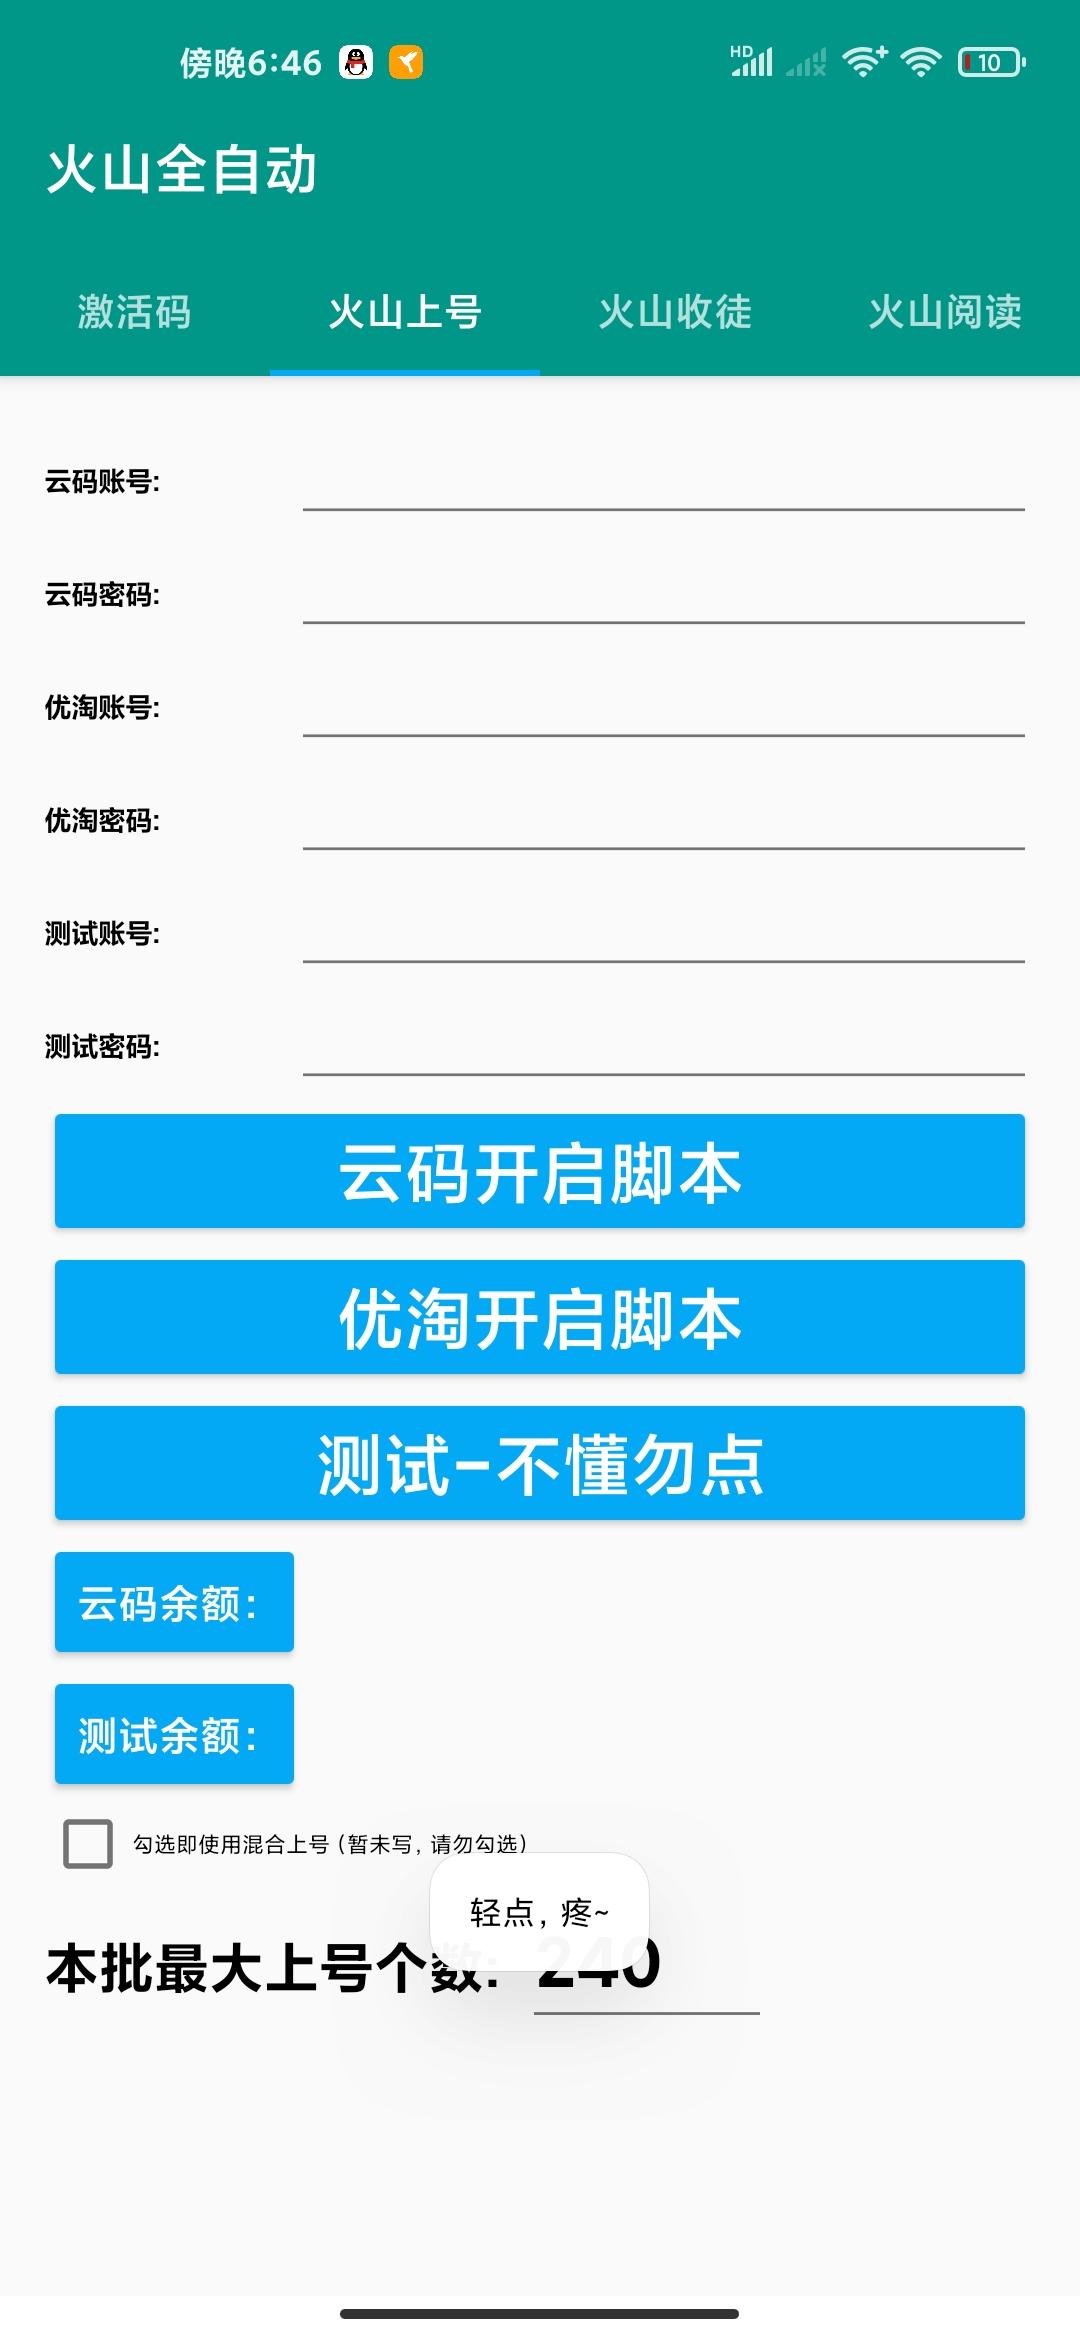 傍晚6:46 HD 10
火山全自动
激活码 火山上号 火山收徒 火山阅读
云码账号:
云码密码:
优淘账号:
优淘密码:
测试账号:
测试密码:
云码开启脚本
优淘开启脚本
测试-不懂勿点
云码余额:
测试余额:
勾选即使用混合上号 (暂未写, 请勿勾选)
轻点, 疼~
本批最大上号个数: 240